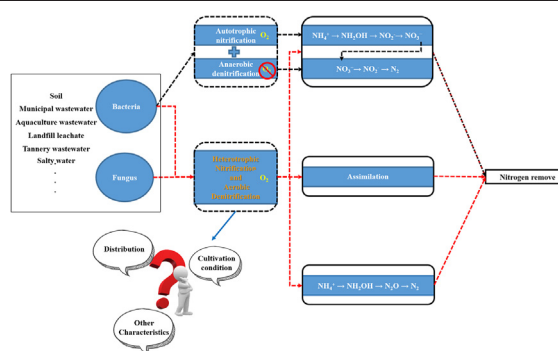 Soil
Municipal wastewater
Aquaculture wastewater
Landfill leachate
Tannery wastewater
Salty water
.
.
.
Bacteria
Fungus
Autotrophic
nitrification
O₂
Anaerobic
denitrification
Heterotrophic
Nitrification
and
Aerobic
Denitrification
O₂
NH₄⁺ → NH₂OH → NO₂⁻ → NO₃⁻
NO₃⁻ → NO₂⁻ → N₂
Assimilation
NH₄⁺ → NH₂OH → N₂O → N₂
Nitrogen remove
Distribution
Cultivation
condition
Other
Characteristics